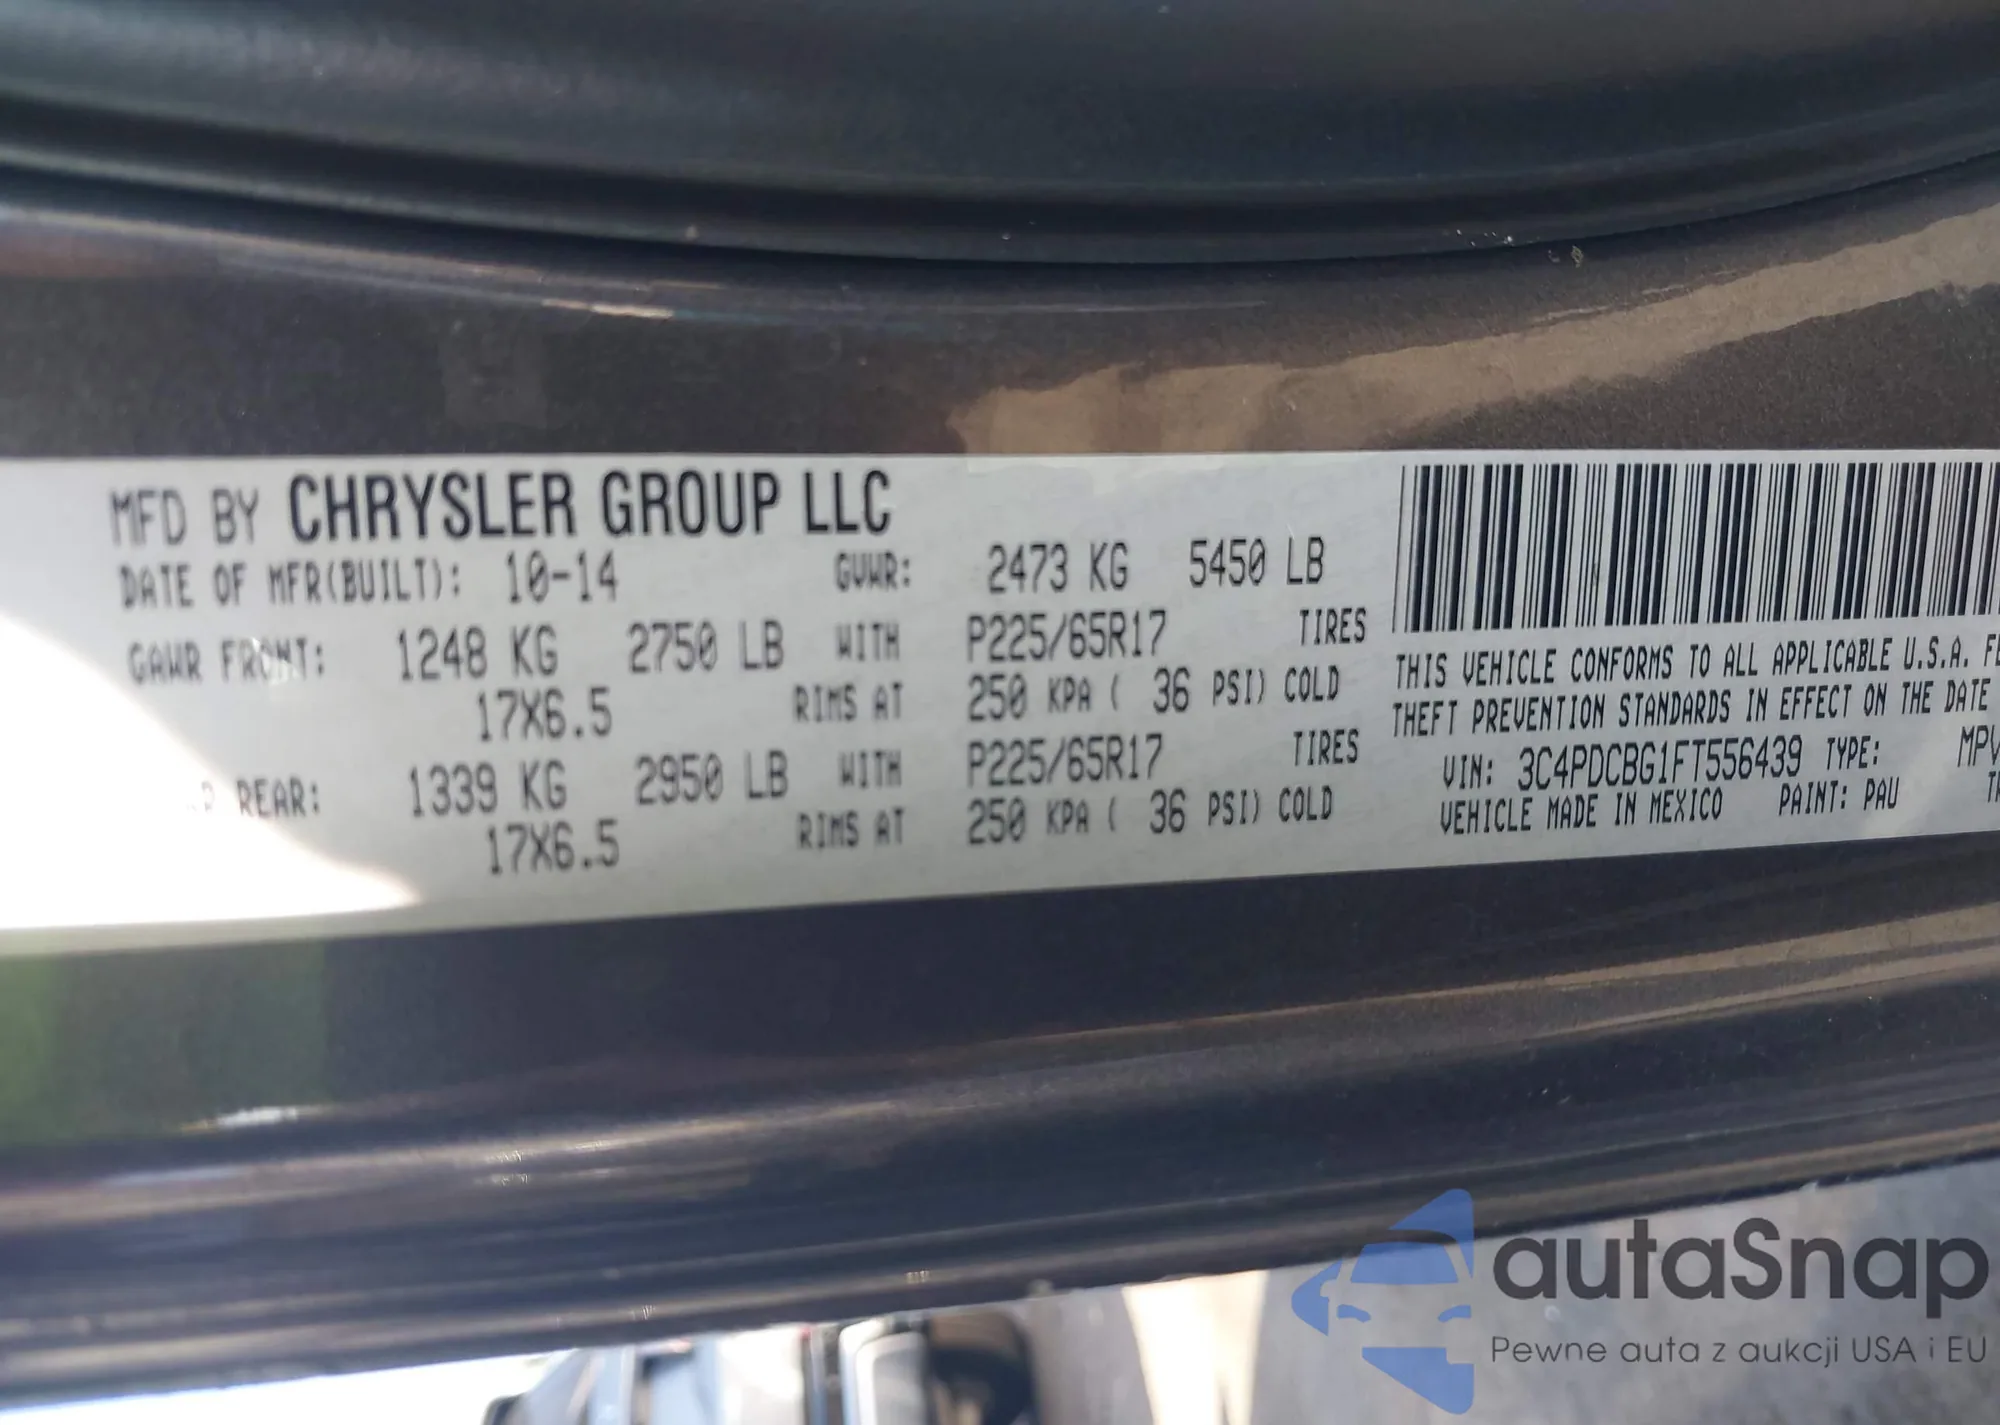 MFD BY CHRYSLER GROUP LLC
DATE OF MFR(BUILT): 10-14 GVWR: 2473 KG 5450 LB
GAWR FRONT: 1248 KG 2750 LB WITH P225/65R17 TIRES
17X6.5 RIMS AT 250 KPA ( 36 PSI) COLD
REAR: 1339 KG 2950 LB WITH P225/65R17 TIRES
17X6.5 RIMS AT 250 KPA ( 36 PSI) COLD
THIS VEHICLE CONFORMS TO ALL APPLICABLE U.S.A.
THEFT PREVENTION STANDARDS IN EFFECT ON THE DATE
VIN: 3C4PDCBG1FT556439 TYPE: MPV
VEHICLE MADE IN MEXICO PAINT: PAU
autaSnap
Pewne auta z aukcji USA i EU